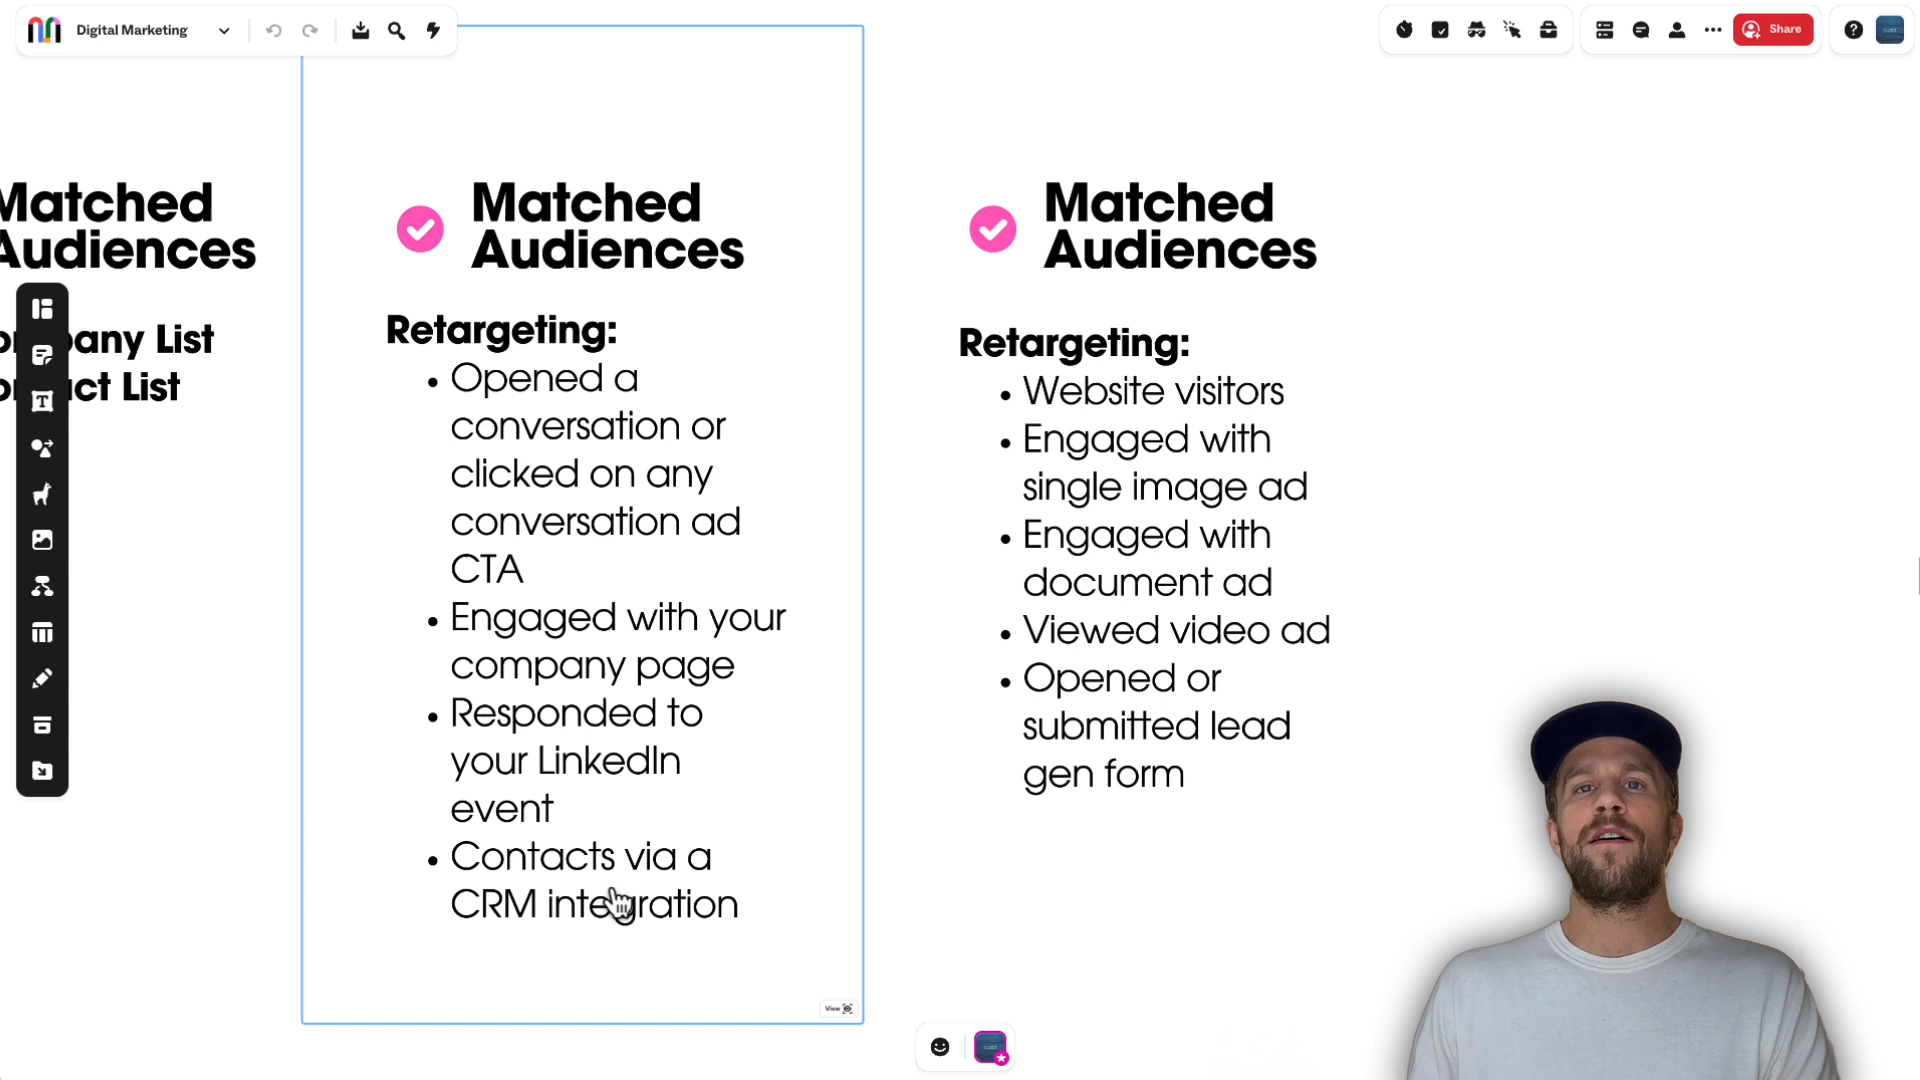 Digital Marketing
Share
Matched
Audiences
any List
ct List
Matched
Audiences
Retargeting:
• Opened a
conversation or
clicked on any
conversation ad
CTA
• Engaged with your
company page
• Responded to
your LinkedIn
event
• Contacts via a
CRM integration
View
Matched
Audiences
Retargeting:
• Website visitors
• Engaged with
single image ad
• Engaged with
document ad
• Viewed video ad
• Opened or
submitted lead
gen form